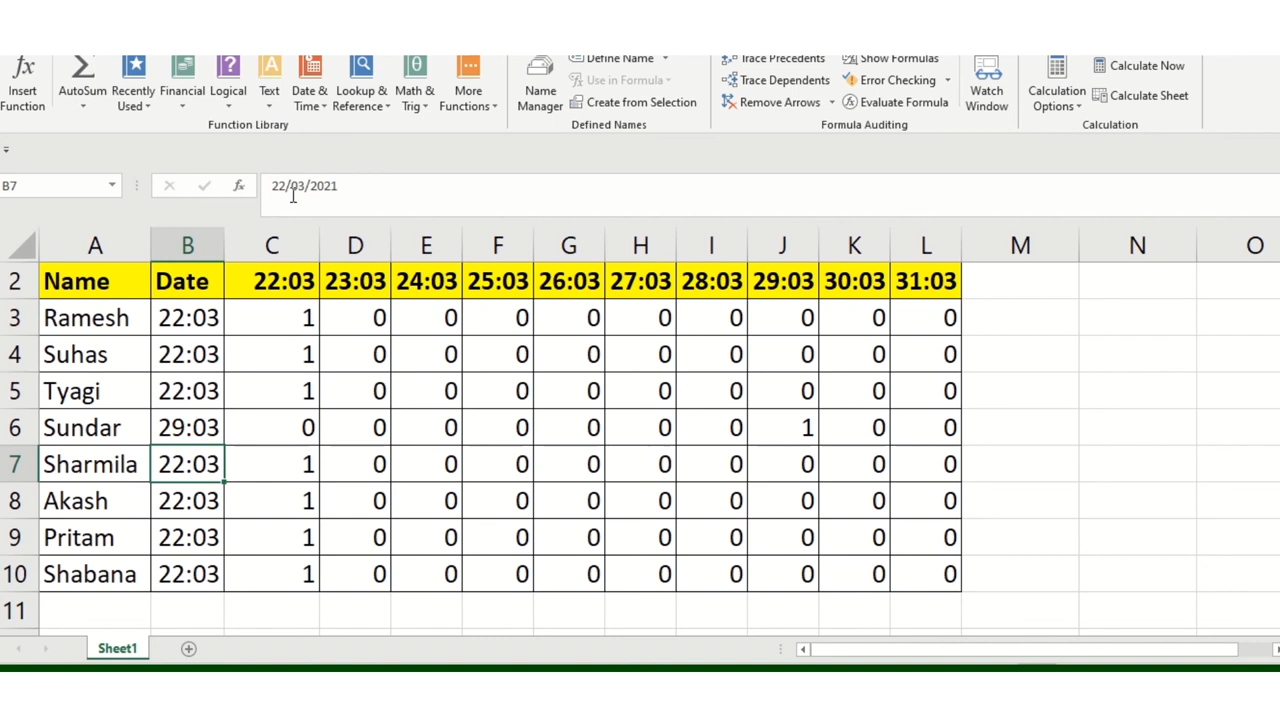 Insert Function
AutoSum
Recently Used
Financial
Logical
Text
Date & Time
Lookup & Reference
Math & Trig
More Functions
Function Library
Name Manager
Define Name
Use in Formula
Create from Selection
Defined Names
Trace Precedents
Trace Dependents
Remove Arrows
Show Formulas
Error Checking
Evaluate Formula
Formula Auditing
Watch Window
Calculation Options
Calculate Now
Calculate Sheet
Calculation
B7 fx 22/03/2021
A B C D E F G H I J K L M N O
2 Name Date 22:03 23:03 24:03 25:03 26:03 27:03 28:03 29:03 30:03 31:03
3 Ramesh 22:03 1 0 0 0 0 0 0 0 0 0
4 Suhas 22:03 1 0 0 0 0 0 0 0 0 0
5 Tyagi 22:03 1 0 0 0 0 0 0 0 0 0
6 Sundar 29:03 0 0 0 0 0 0 0 1 0 0
7 Sharmila 22:03 1 0 0 0 0 0 0 0 0 0
8 Akash 22:03 1 0 0 0 0 0 0 0 0 0
9 Pritam 22:03 1 0 0 0 0 0 0 0 0 0
10 Shabana 22:03 1 0 0 0 0 0 0 0 0 0
11
Sheet1